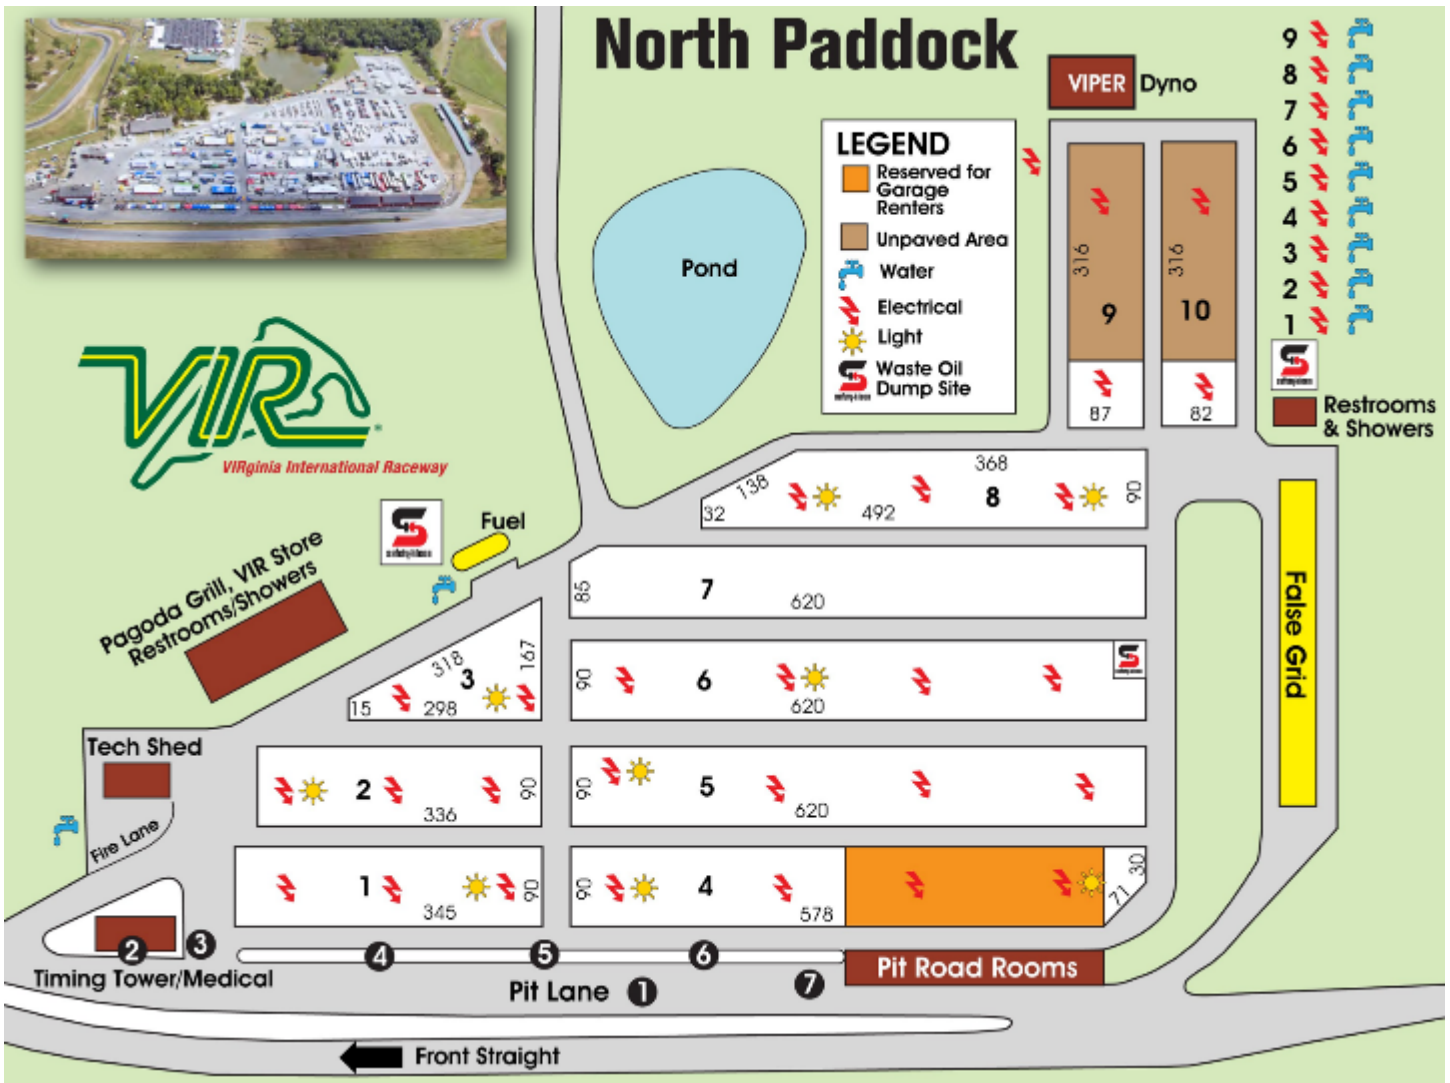 North Paddock
VIPER Dyno
LEGEND
Reserved for
Garage
Renters
Unpaved Area
Water
Electrical
Light
Waste Oil
Dump Site
9
8
7
6
5
4
3
2
1
Restrooms
& Showers
Pond
316
9
87
316
10
82
VIR
VIRginia International Raceway
Fuel
Pagoda Grill, VIR Store
Restrooms/Showers
138
32
492
368
8
90
85
7
620
90
6
620
318
3
167
15
298
False Grid
Tech Shed
Fire Lane
2
336
90
90
5
620
1
345
90
90
4
578
71
30
2
3
4
5
6
7
1
Timing Tower/Medical
Pit Lane
Pit Road Rooms
Front Straight